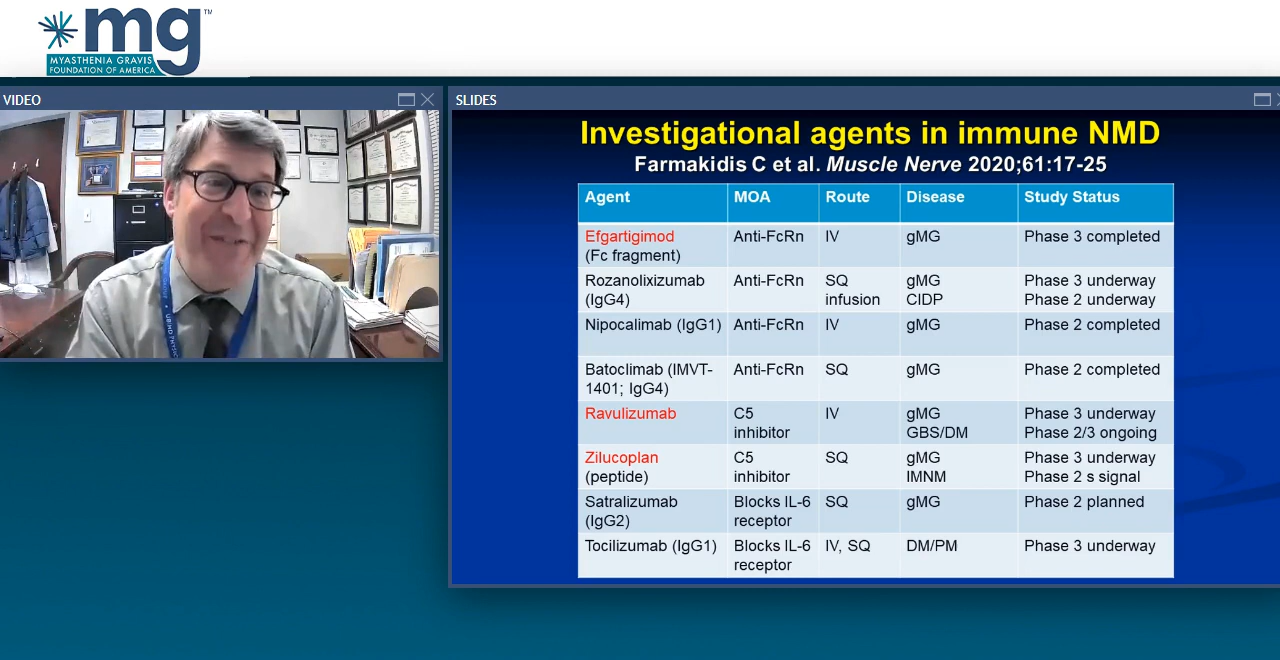 mg™
MYASTHENIA GRAVIS
FOUNDATION OF AMERICA
VIDEO
SLIDES
Investigational agents in immune NMD
Farmakidis C et al. Muscle Nerve 2020;61:17-25
Agent MOA Route Disease Study Status
Efgartigimod Anti-FcRn IV gMG Phase 3 completed
(Fc fragment)
Rozanolixizumab Anti-FcRn SQ gMG Phase 3 underway
(IgG4) infusion CIDP Phase 2 underway
Nipocalimab (IgG1) Anti-FcRn IV gMG Phase 2 completed
Batoclimab (IMVT- Anti-FcRn SQ gMG Phase 2 completed
1401; IgG4)
Ravulizumab C5 IV gMG Phase 3 underway
inhibitor GBS/DM Phase 2/3 ongoing
Zilucoplan C5 SQ gMG Phase 3 underway
(peptide) inhibitor IMNM Phase 2 s signal
Satralizumab Blocks IL-6 SQ gMG Phase 2 planned
(IgG2) receptor
Tocilizumab (IgG1) Blocks IL-6 IV, SQ DM/PM Phase 3 underway
receptor